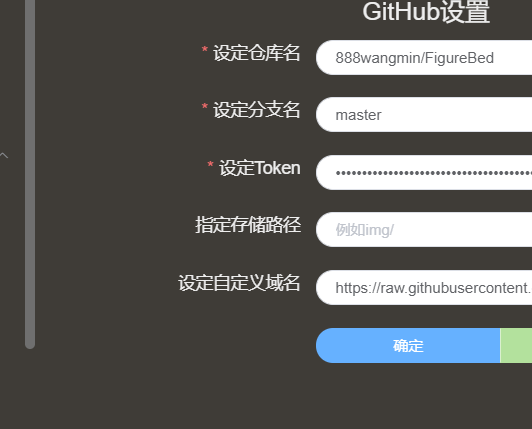 GitHub设置
* 设定仓库名
888wangmin/FigureBed
* 设定分支名
master
* 设定Token
指定存储路径
例如img/
设定自定义域名
https://raw.githubusercontent.
确定